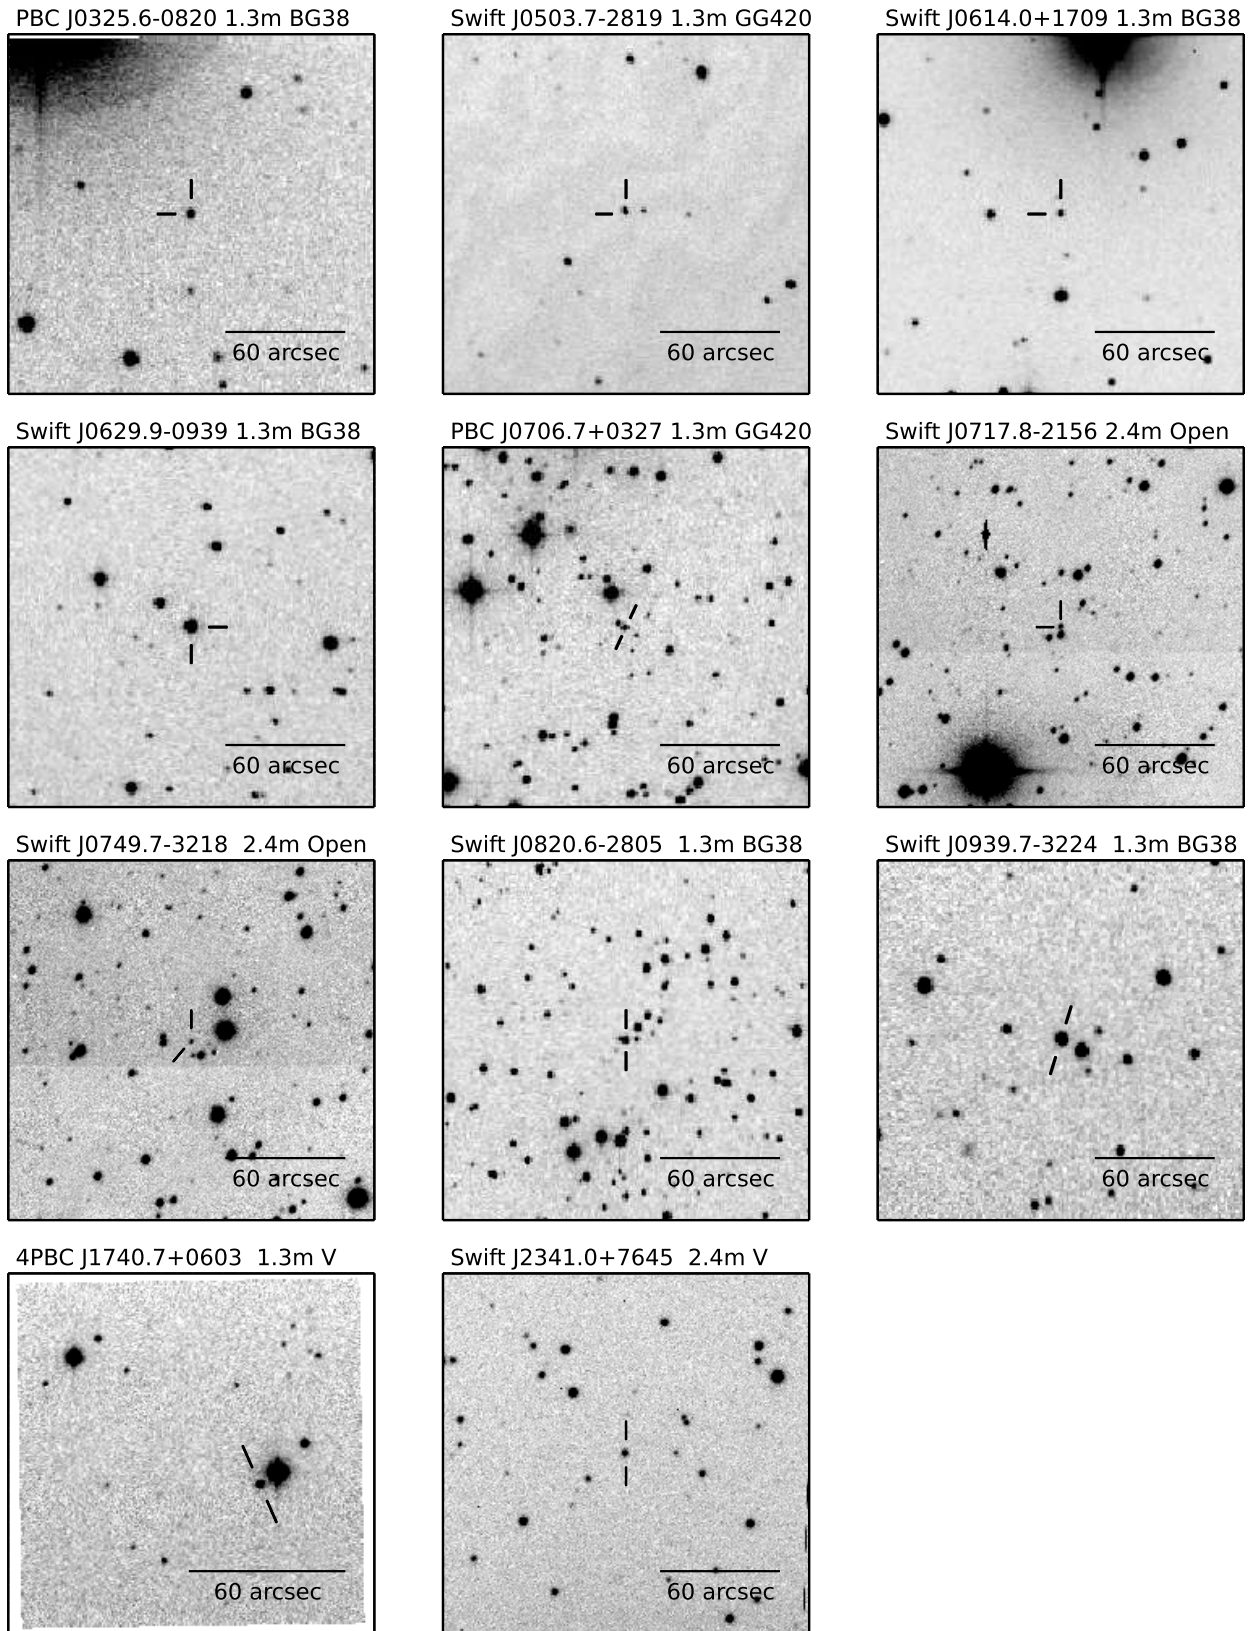 PBC J0325.6-0820 1.3m BG38
Swift J0503.7-2819 1.3m GG420
Swift J0614.0+1709 1.3m BG38
60 arcsec
60 arcsec
60 arcsec
Swift J0629.9-0939 1.3m BG38
PBC J0706.7+0327 1.3m GG420
Swift J0717.8-2156 2.4m Open
60 arcsec
60 arcsec
60 arcsec
Swift J0749.7-3218  2.4m Open
Swift J0820.6-2805  1.3m BG38
Swift J0939.7-3224  1.3m BG38
60 arcsec
60 arcsec
60 arcsec
4PBC J1740.7+0603  1.3m V
Swift J2341.0+7645  2.4m V
60 arcsec
60 arcsec